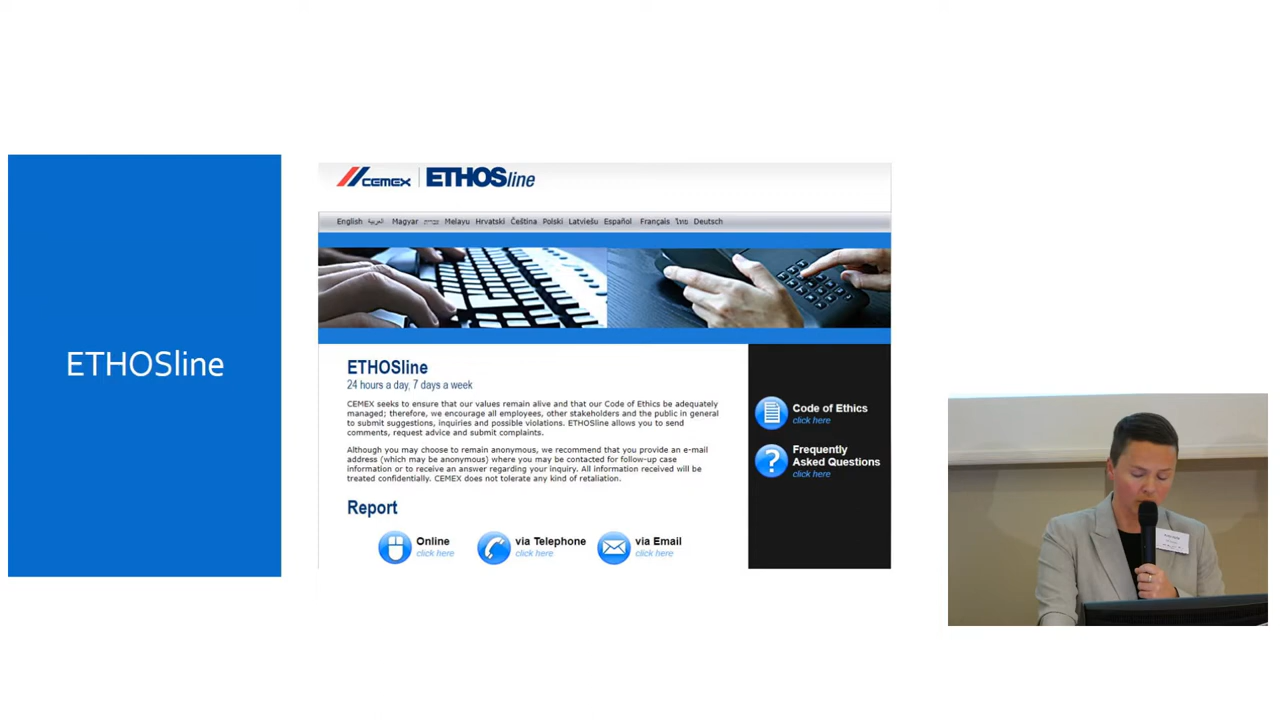 ETHOSline
CEMEX ETHOSline
English العربية Magyar עברית Melayu Hrvatski Čeština Polski Latviešu Español Français ไทย Deutsch
ETHOSline
24 hours a day, 7 days a week
CEMEX seeks to ensure that our values remain alive and that our Code of Ethics be adequately
managed; therefore, we encourage all employees, other stakeholders and the public in general
to submit suggestions, inquiries and possible violations. ETHOSline allows you to send
comments, request advice and submit complaints.
Although you may choose to remain anonymous, we recommend that you provide an e-mail
address (which may be anonymous) where you may be contacted for follow-up case
information or to receive an answer regarding your inquiry. All information received will be
treated confidentially. CEMEX does not tolerate any kind of retaliation.
Report
Online
click here
via Telephone
click here
via Email
click here
Code of Ethics
click here
Frequently
Asked Questions
click here